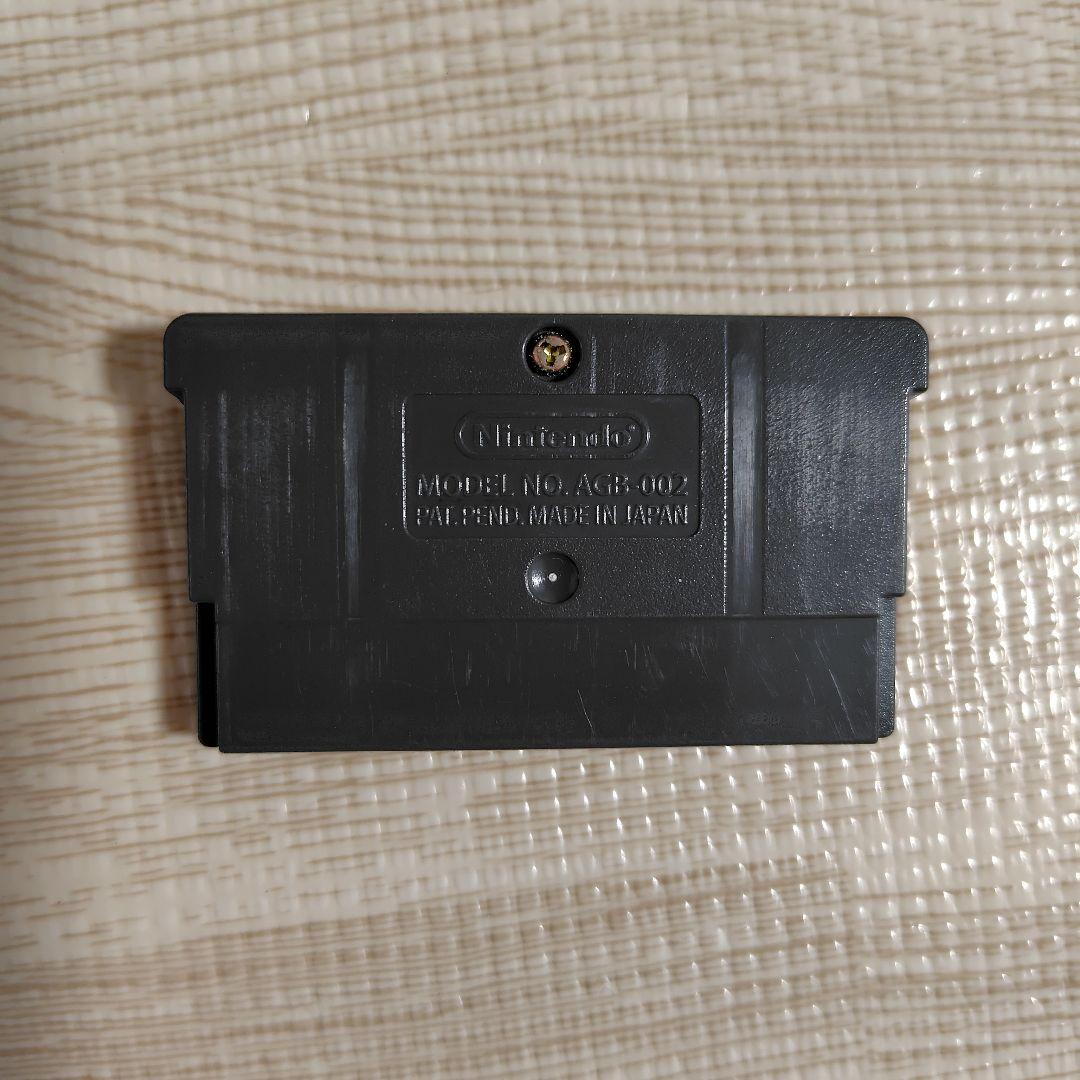 Nintendo®
MODEL NO. AGB-002
PAT. PEND. MADE IN JAPAN